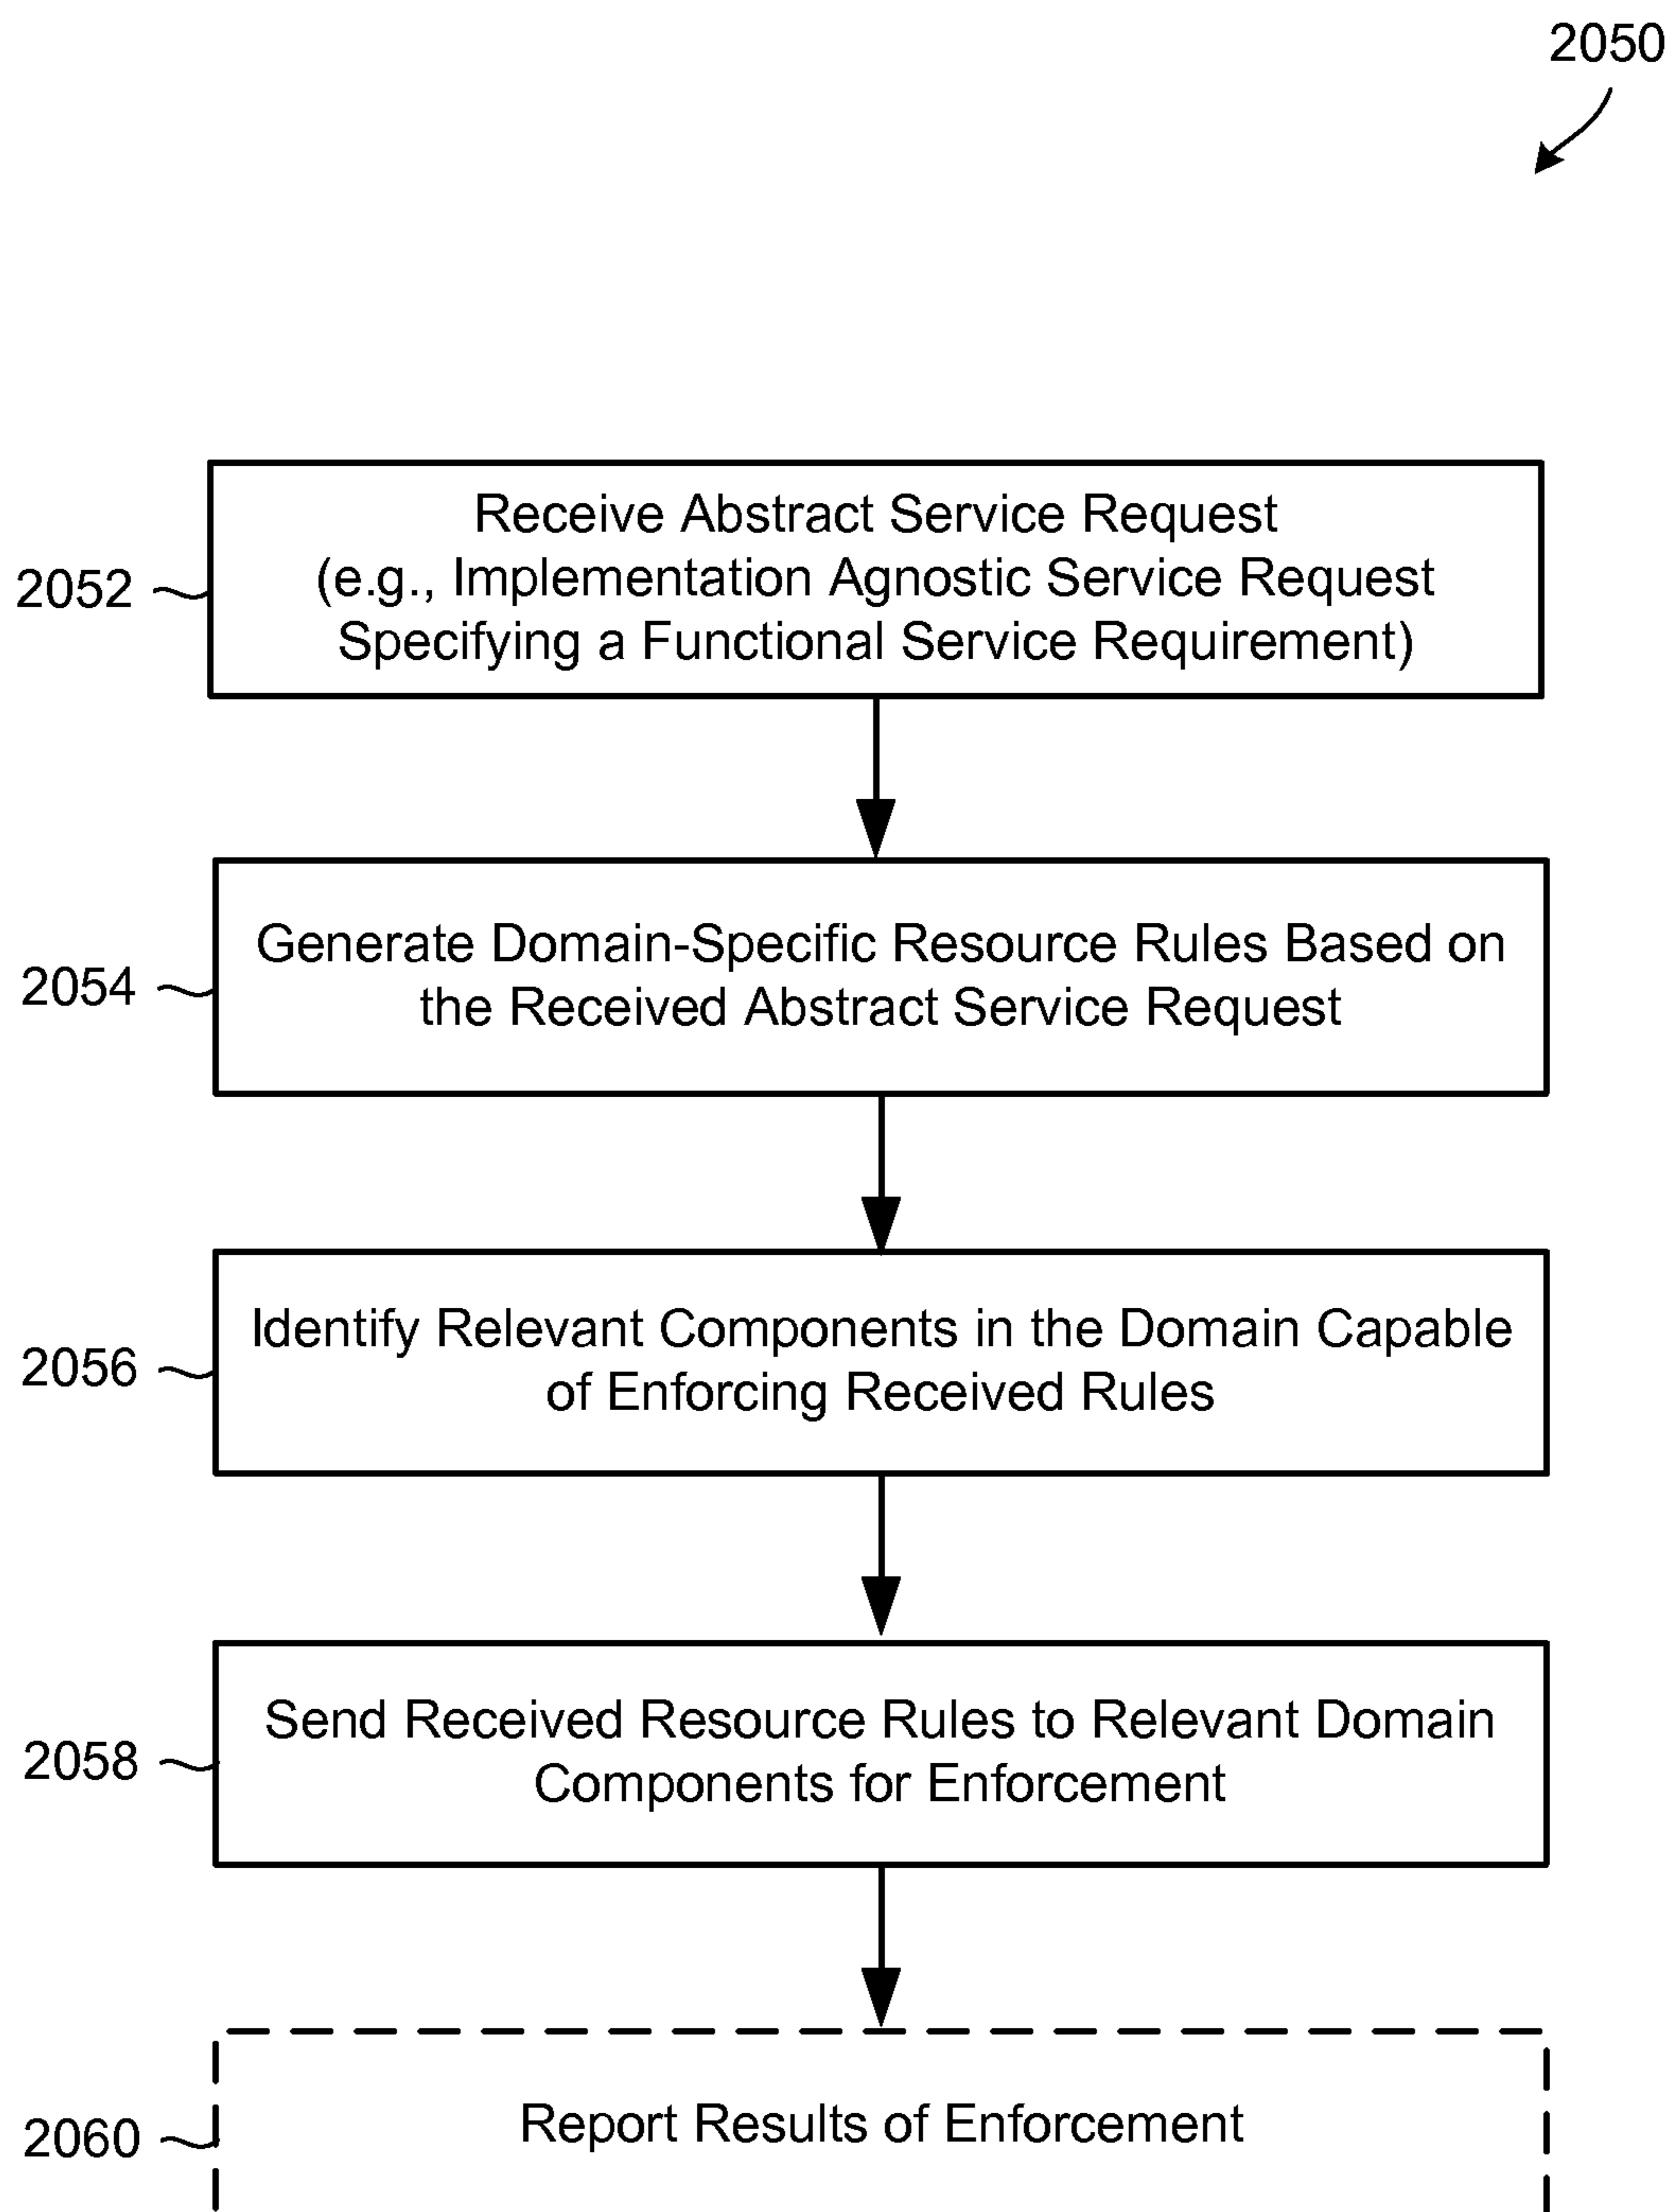 2050
Receive Abstract Service Request
(e.g., Implementation Agnostic Service Request
Specifying a Functional Service Requirement)
2052
Generate Domain-Specific Resource Rules Based on
the Received Abstract Service Request
2054
Identify Relevant Components in the Domain Capable
of Enforcing Received Rules
2056
Send Received Resource Rules to Relevant Domain
Components for Enforcement
2058
Report Results of Enforcement
2060